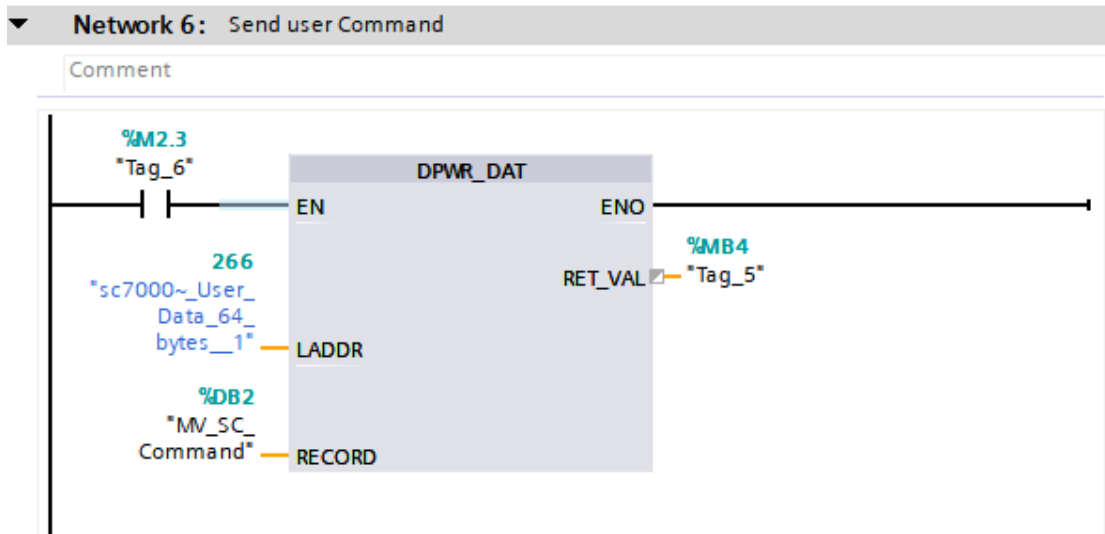 Network 6: Send user Command
Comment
%M2.3
"Tag_6"
DPWR_DAT
EN
ENO
%MB4
"Tag_5"
RET_VAL
266
"sc7000~_User_
Data_64_
bytes__1"
LADDR
%DB2
"MV_SC_
Command"
RECORD